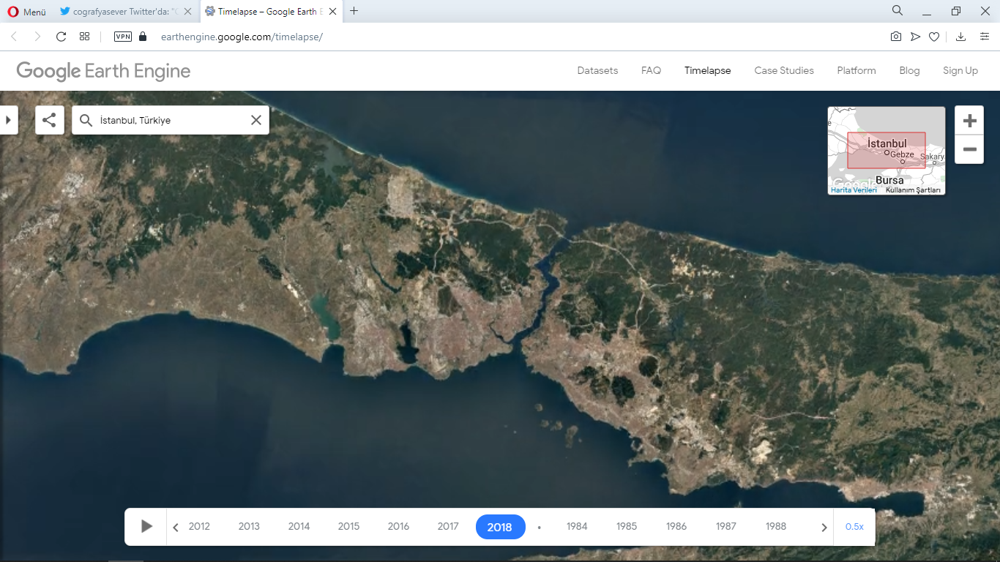 Menü
cografyasever Twitter'da: "C
Timelapse – Google Earth E
VPN
earthengine.google.com/timelapse/
Google Earth Engine
Datasets
FAQ
Timelapse
Case Studies
Platform
Blog
Sign Up
İstanbul, Türkiye
e
İstanbul
Gebze
Sakary
Bursa
Google
Harita Verileri
Kullanım Şartları
2012
2013
2014
2015
2016
2017
2018
1984
1985
1986
1987
1988
0.5x